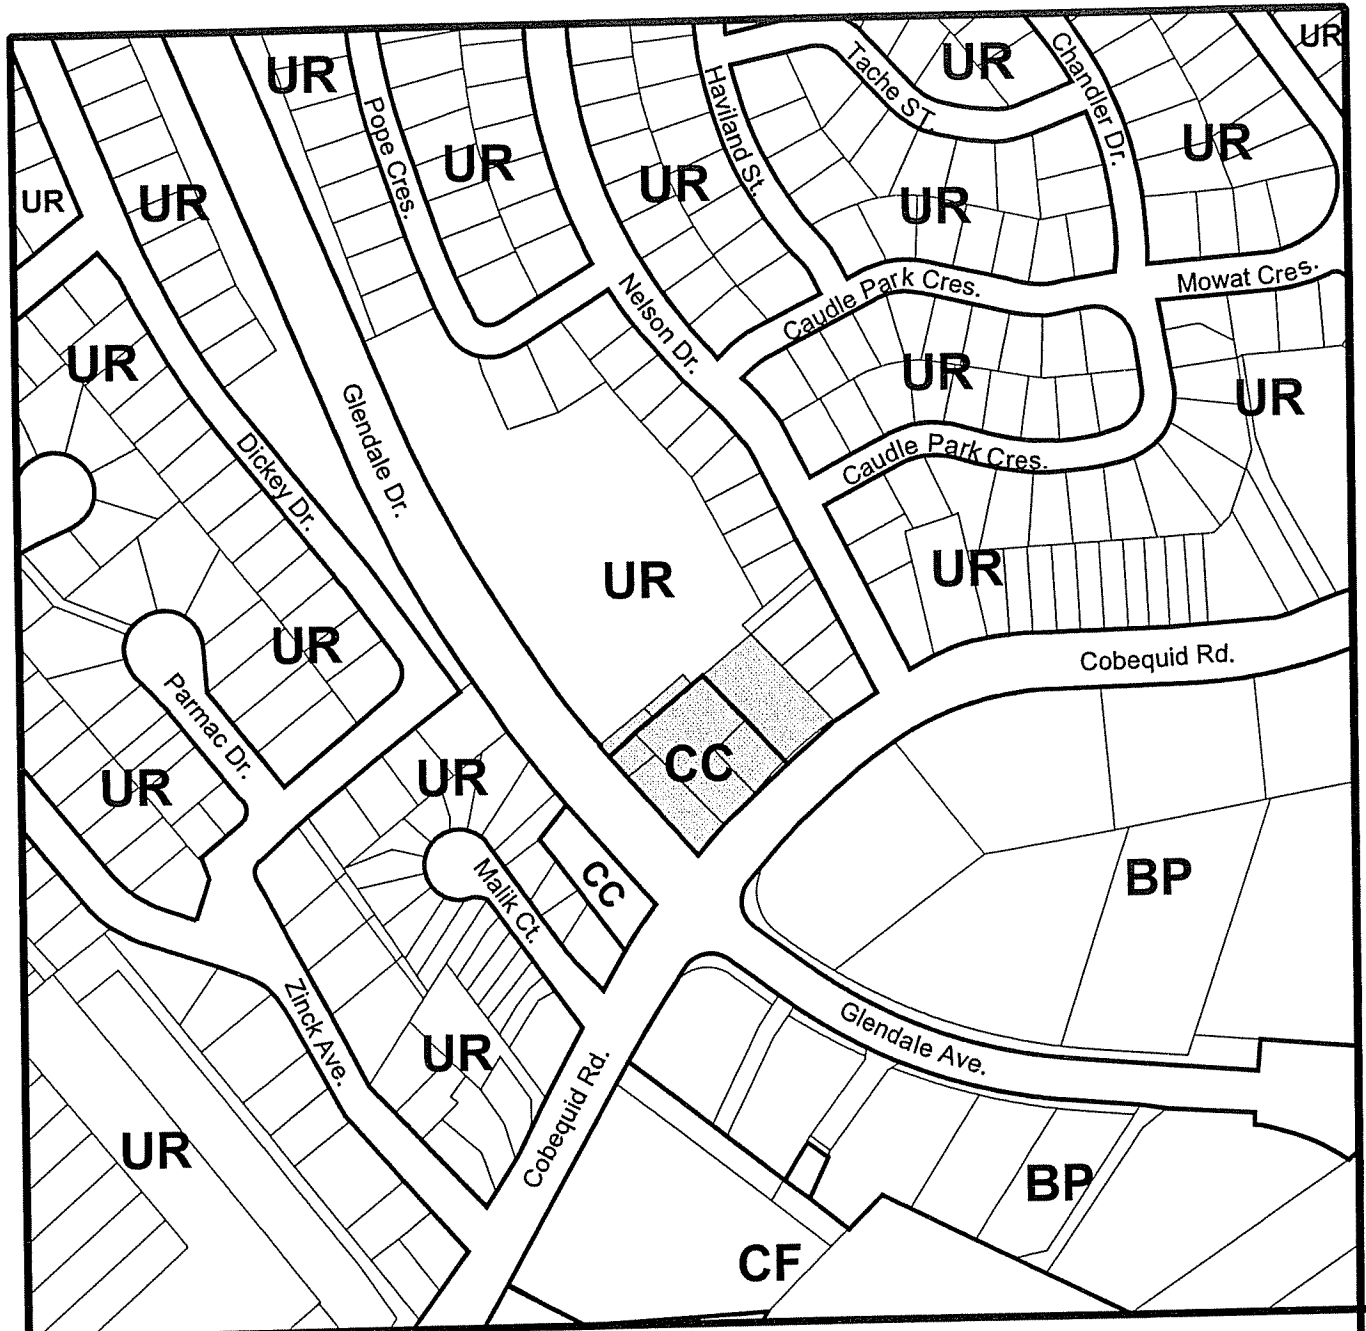 UR
UR
UR
Tache ST.
Chandler Dr.
Haviland St.
Pope Cres.
UR
UR
UR
UR
UR
UR
Nelson Dr.
Caudle Park Cres.
Mowat Cres.
UR
UR
UR
Glendale Dr.
Dickey Dr.
Caudle Park Cres.
UR
UR
UR
Cobequid Rd.
Parmac Dr.
UR
UR
CC
CC
Malik Ct.
BP
Zinck Ave.
Glendale Ave.
UR
Cobequid Rd.
UR
BP
CF